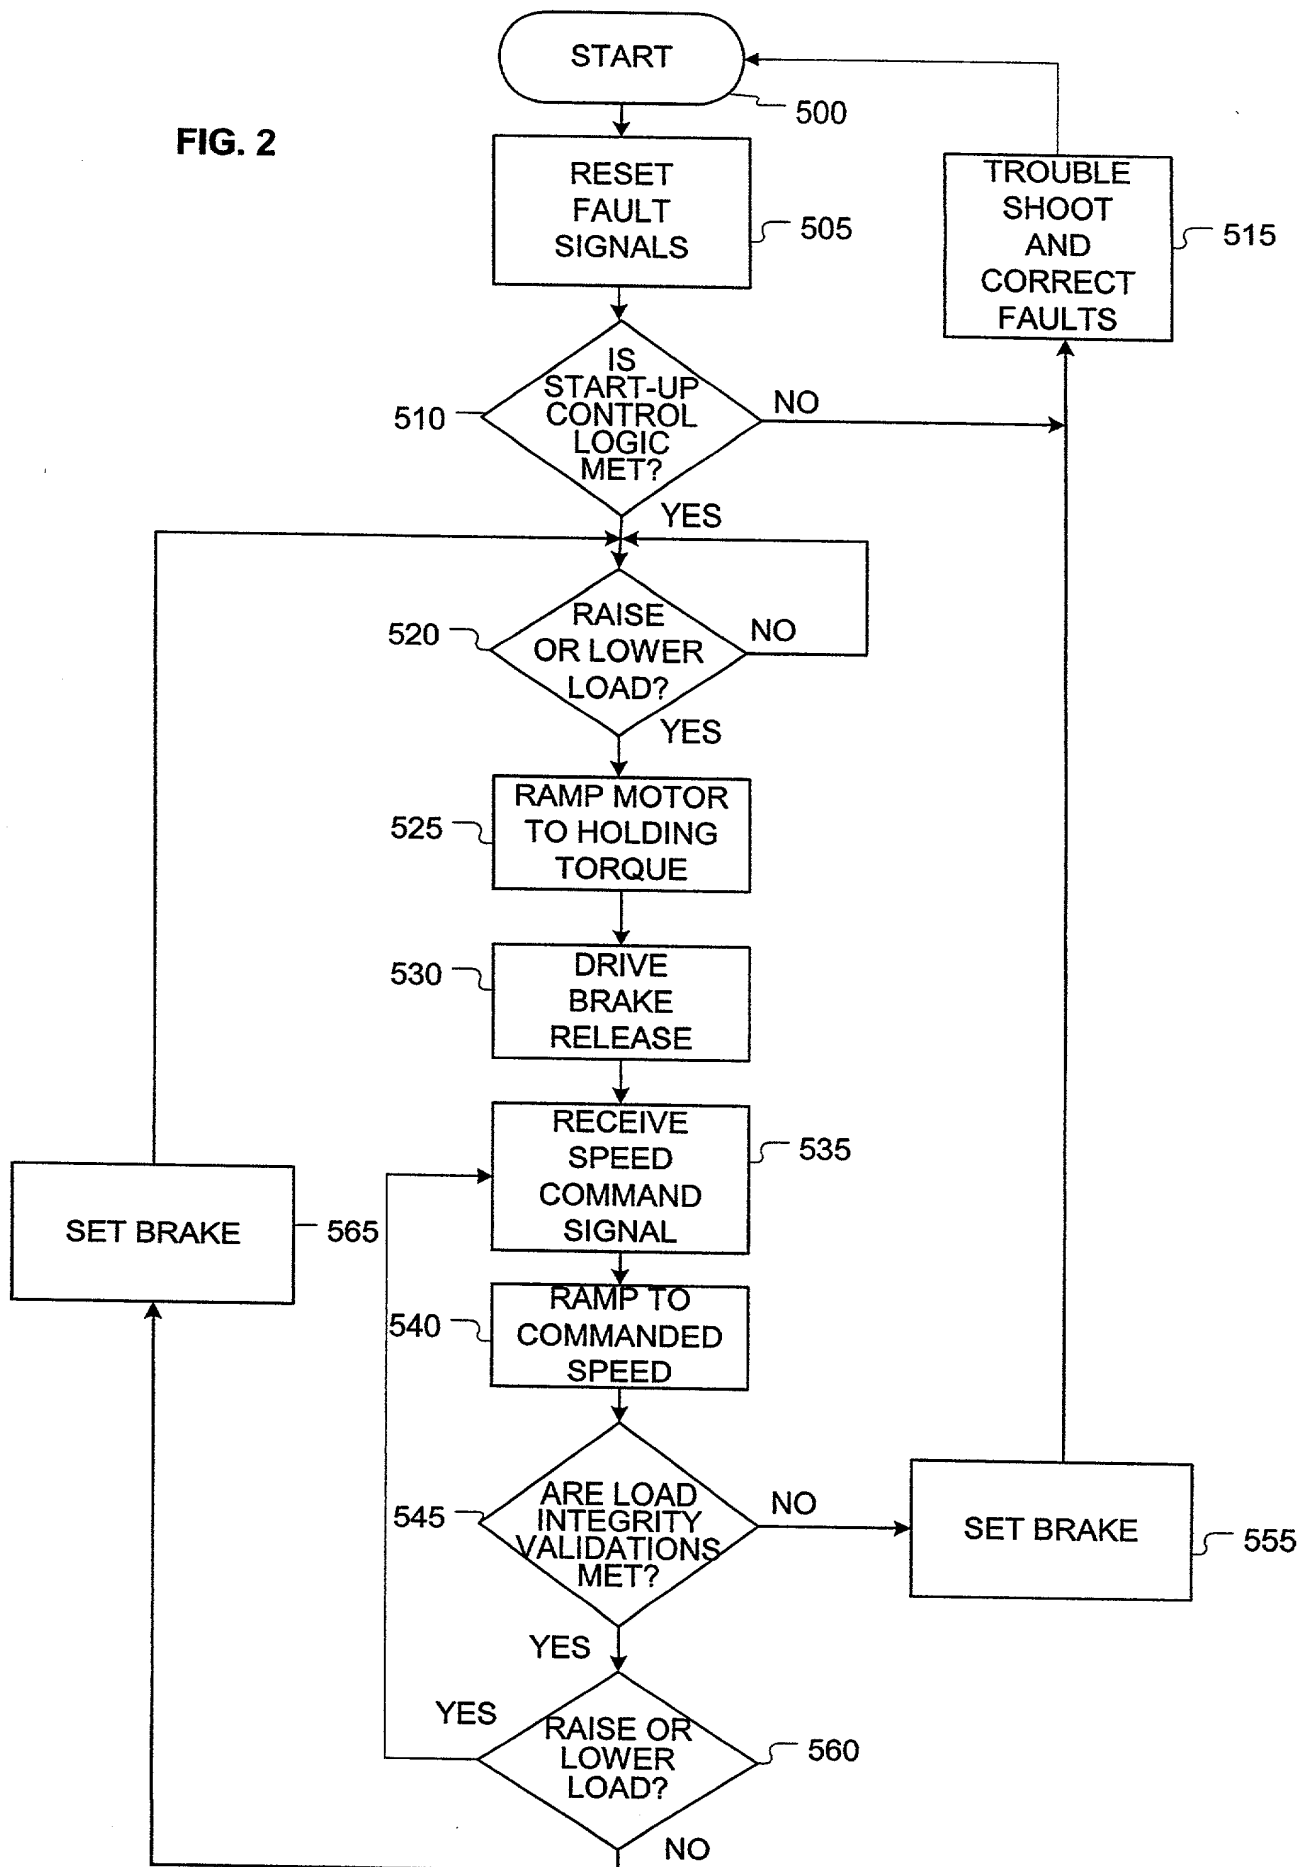 START
500
FIG. 2
RESET
FAULT
SIGNALS
505
TROUBLE
SHOOT
AND
CORRECT
FAULTS
515
IS
START-UP
CONTROL
LOGIC
MET?
510
NO
YES
RAISE
OR LOWER
LOAD?
520
NO
YES
RAMP MOTOR
TO HOLDING
TORQUE
525
DRIVE
BRAKE
RELEASE
530
RECEIVE
SPEED
COMMAND
SIGNAL
535
SET BRAKE
565
RAMP TO
COMMANDED
SPEED
540
ARE LOAD
INTEGRITY
VALIDATIONS
MET?
545
NO
SET BRAKE
555
YES
YES
RAISE OR
LOWER
LOAD?
560
NO